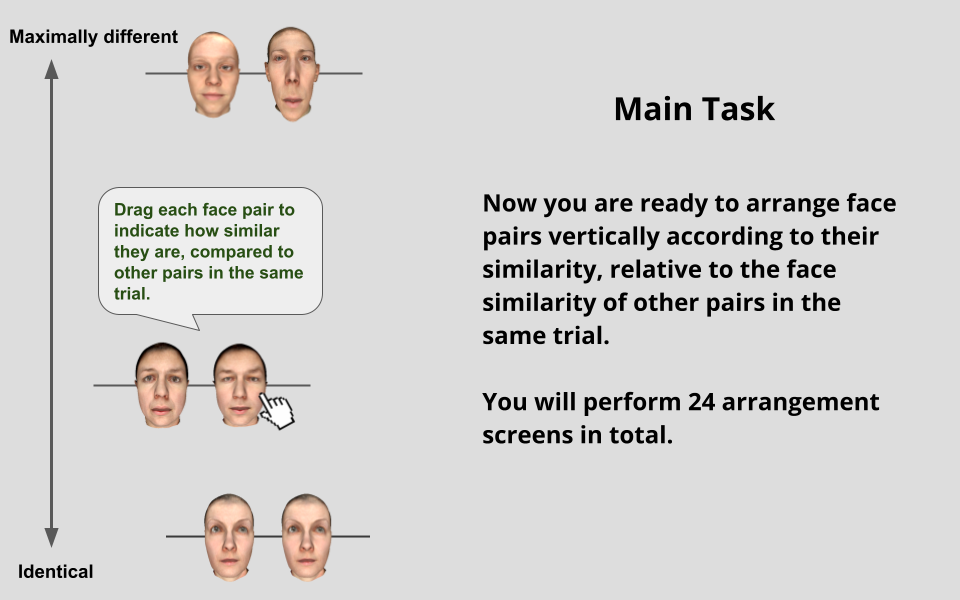 Maximally different
Main Task
Drag each face pair to
indicate how similar
they are, compared to
other pairs in the same
trial.
Now you are ready to arrange face
pairs vertically according to their
similarity, relative to the face
similarity of other pairs in the
same trial.
You will perform 24 arrangement
screens in total.
Identical